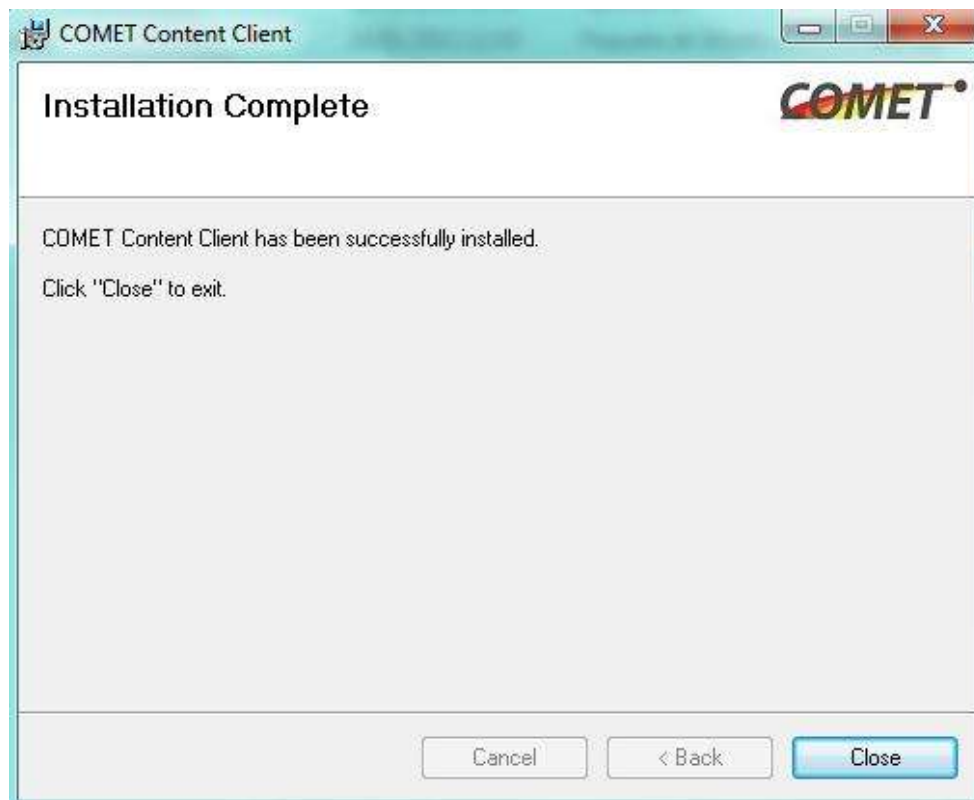 COMET Content Client
Installation Complete
COMET
COMET Content Client has been successfully installed.
Click "Close" to exit.
Cancel
< Back
Close